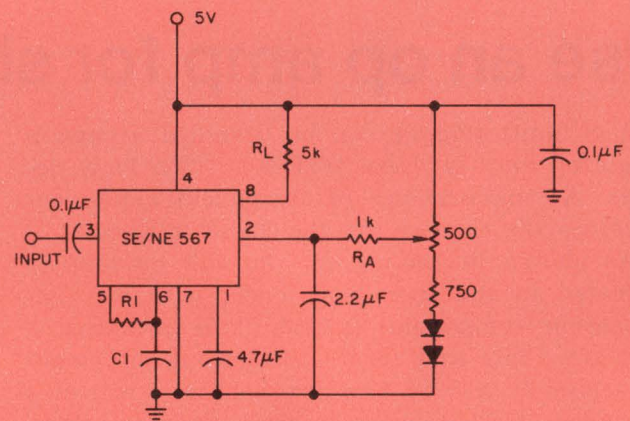 5V
RL 5k
0.1µF
4
8
0.1µF
3
SE/NE 567
2
1k
500
INPUT
RA
5
R1
6
7
1
2.2µF
750
C1
4.7µF